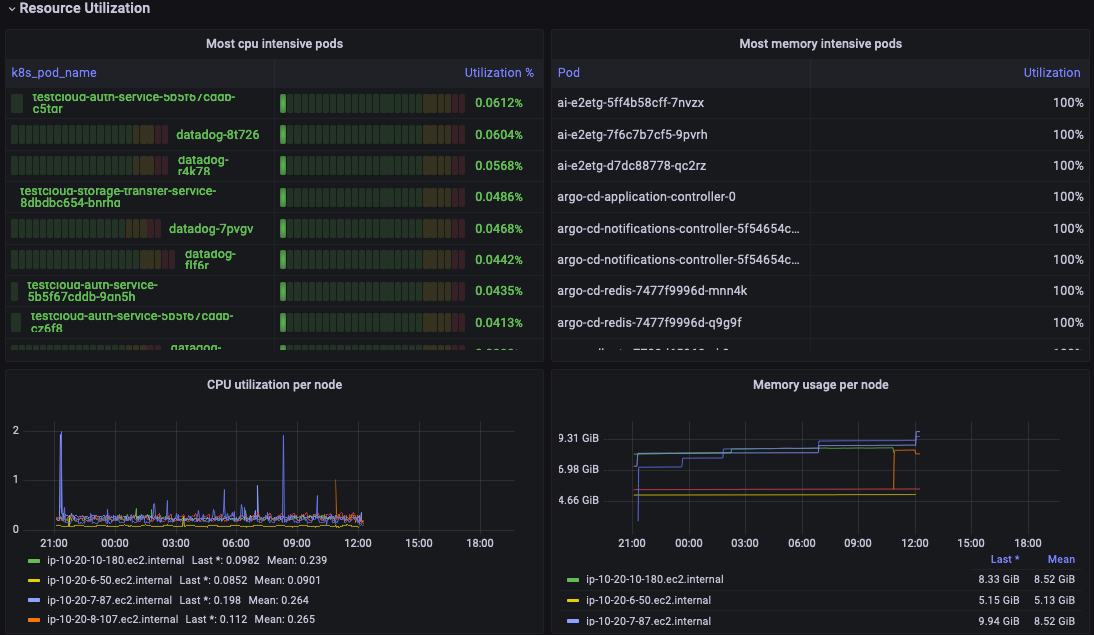 Resource Utilization
Most cpu intensive pods
k8s_pod_name Utilization %
testcloud-auth-service-5b5f67cddb-
c5tgr 0.0612%
datadog-8t726 0.0604%
datadog-
r4k78 0.0568%
testcloud-storage-transfer-service-
8dbdbc654-bnrhg 0.0486%
datadog-7pvgv 0.0468%
datadog-
flf6r 0.0442%
testcloud-auth-service-
5b5f67cddb-9gn5h 0.0435%
testcloud-auth-service-5b5f67cddb-
cz6f8 0.0413%
datadog-
Most memory intensive pods
Pod Utilization
ai-e2etg-5ff4b58cff-7nvzx 100%
ai-e2etg-7f6c7b7cf5-9pvrh 100%
ai-e2etg-d7dc88778-qc2rz 100%
argo-cd-application-controller-0 100%
argo-cd-notifications-controller-5f54654c... 100%
argo-cd-notifications-controller-5f54654c... 100%
argo-cd-redis-7477f9996d-mnn4k 100%
argo-cd-redis-7477f9996d-q9g9f 100%
100%
CPU utilization per node
2
1
0
21:00 00:00 03:00 06:00 09:00 12:00 15:00 18:00
ip-10-20-10-180.ec2.internal Last *: 0.0982 Mean: 0.239
ip-10-20-6-50.ec2.internal Last *: 0.0852 Mean: 0.0901
ip-10-20-7-87.ec2.internal Last *: 0.198 Mean: 0.264
ip-10-20-8-107.ec2.internal Last *: 0.112 Mean: 0.265
Memory usage per node
9.31 GiB
6.98 GiB
4.66 GiB
21:00 00:00 03:00 06:00 09:00 12:00 15:00 18:00
Last * Mean
ip-10-20-10-180.ec2.internal 8.33 GiB 8.52 GiB
ip-10-20-6-50.ec2.internal 5.15 GiB 5.13 GiB
ip-10-20-7-87.ec2.internal 9.94 GiB 8.52 GiB